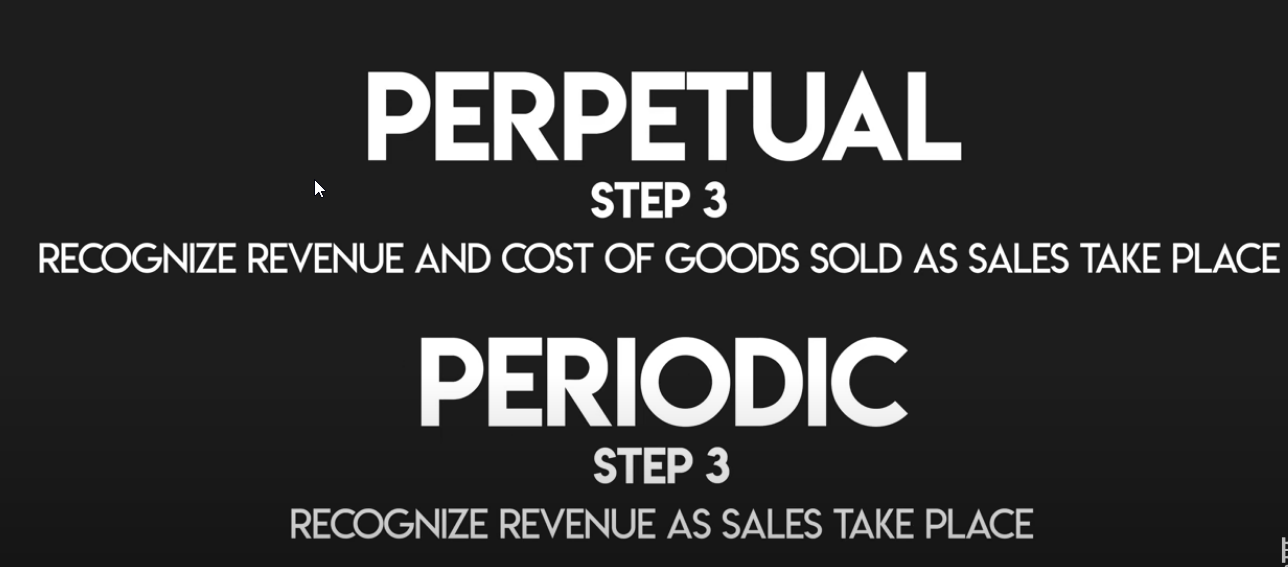 PERPETUAL
STEP 3
RECOGNIZE REVENUE AND COST OF GOODS SOLD AS SALES TAKE PLACE
PERIODIC
STEP 3
RECOGNIZE REVENUE AS SALES TAKE PLACE